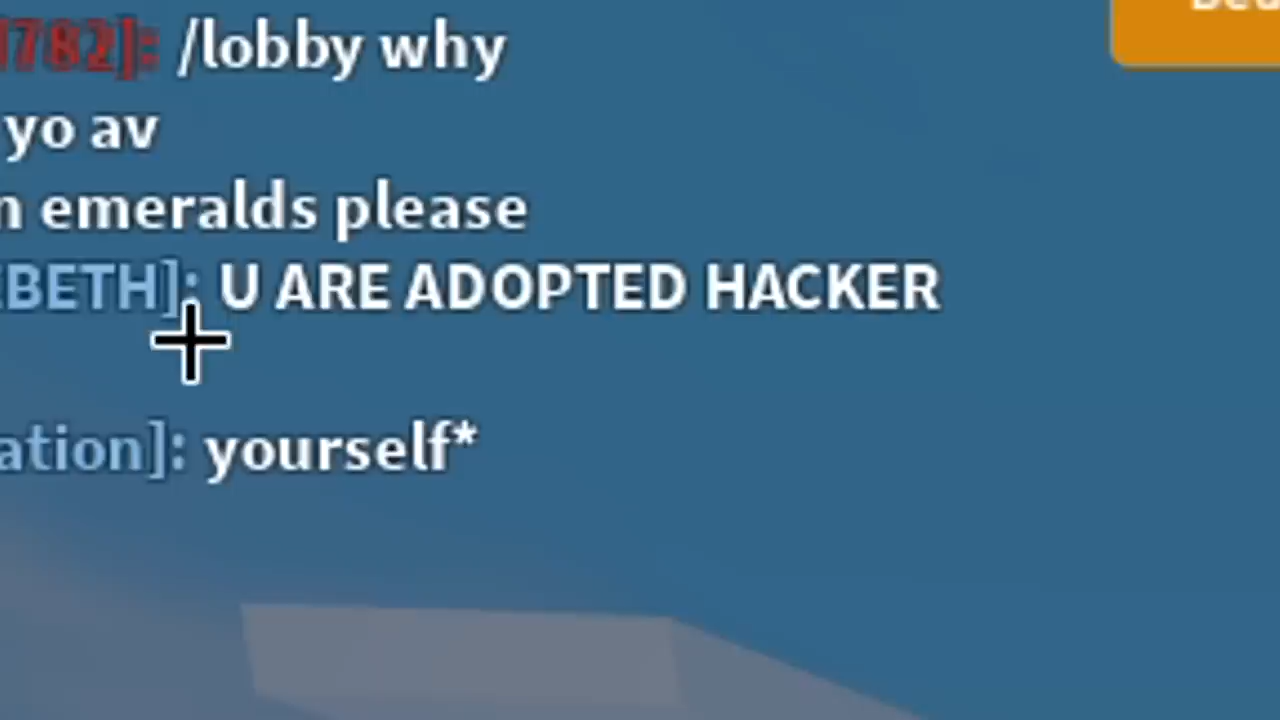 782]: /lobby why
yo av
emeralds please
BETH]: U ARE ADOPTED HACKER
ation]: yourself*